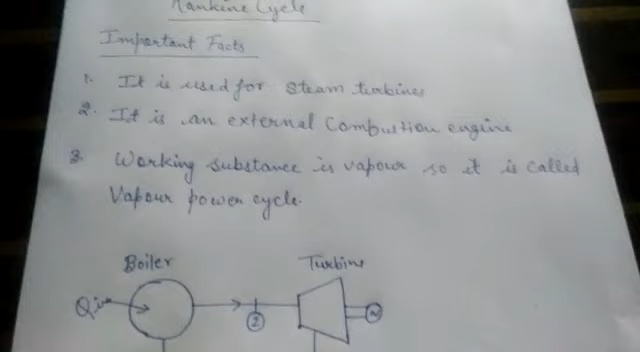 Rankine Cycle
Important Facts
1. It is used for steam turbines
2. It is an external Combustion engine
3. Working substance is vapour so it is called
Vapour power cycle.
Boiler Turbine
Qin
2